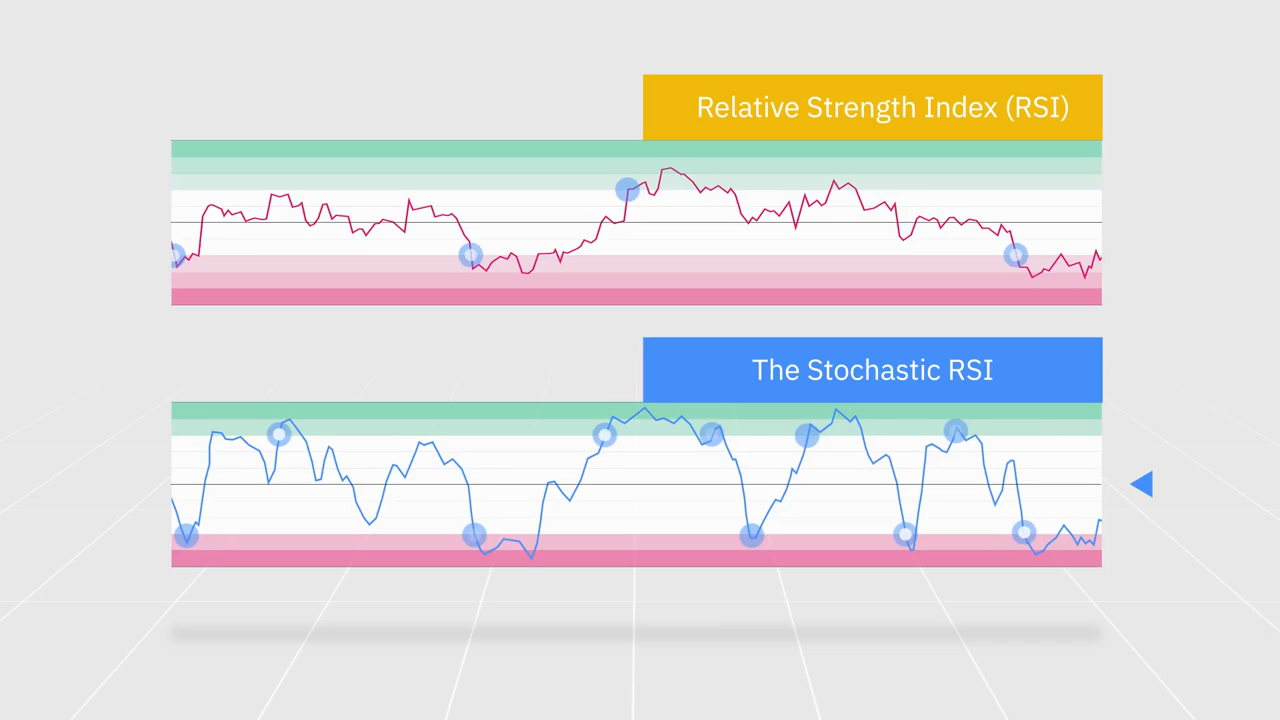 Relative Strength Index (RSI)
The Stochastic RSI